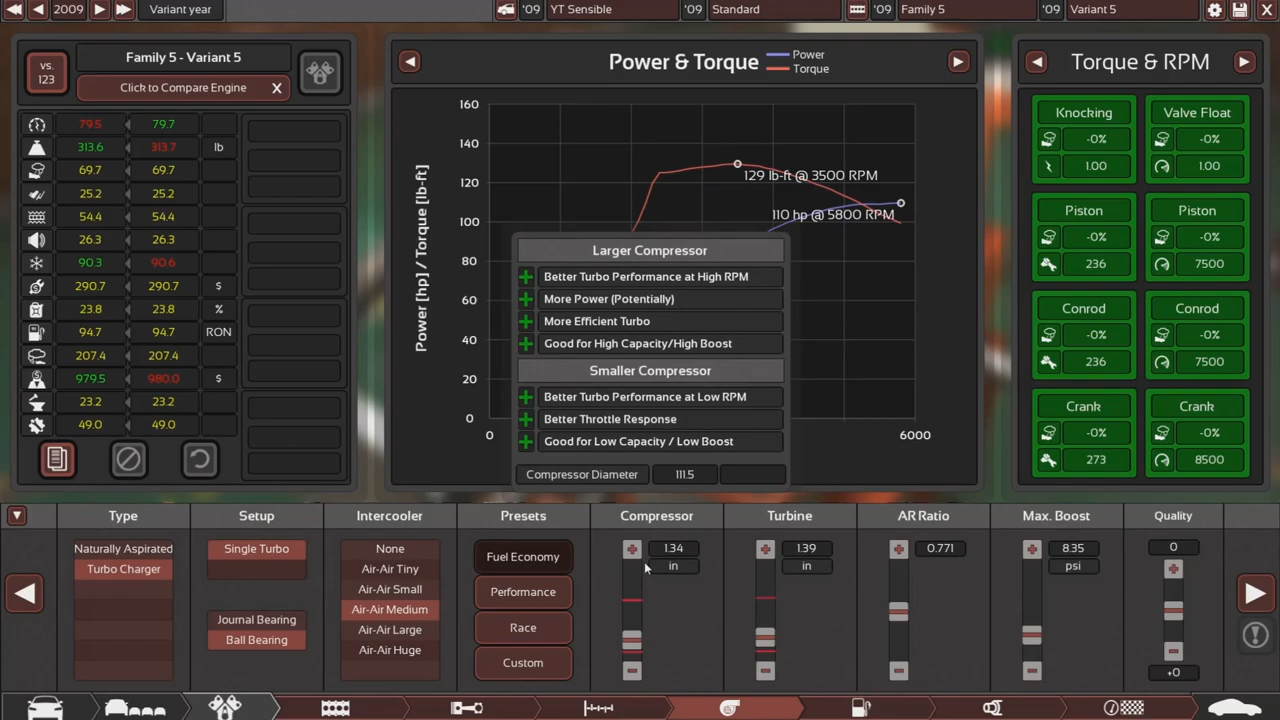 2009
Variant year
'09
YT Sensible
'09
Standard
'09
Family 5
'09
Variant 5
vs.
123
Family 5 - Variant 5
Click to Compare Engine
X
79.5 79.7
313.6 313.7 lb
69.7 69.7
25.2 25.2
54.4 54.4
26.3 26.3
90.3 90.6
290.7 290.7 $
23.8 23.8 %
94.7 94.7 RON
207.4 207.4
979.5 980.0 $
23.2 23.2
49.0 49.0
Power & Torque
Power
Torque
Power [hp] / Torque [lb-ft]
160
140
120
100
80
60
40
20
0
0
6000
129 lb-ft @ 3500 RPM
110 hp @ 5800 RPM
Larger Compressor
Better Turbo Performance at High RPM
More Power (Potentially)
More Efficient Turbo
Good for High Capacity/High Boost
Smaller Compressor
Better Turbo Performance at Low RPM
Better Throttle Response
Good for Low Capacity / Low Boost
Compressor Diameter 111.5
Torque & RPM
Knocking
-0%
1.00
Valve Float
-0%
1.00
Piston
-0%
236
Piston
-0%
7500
Conrod
-0%
236
Conrod
-0%
7500
Crank
-0%
273
Crank
-0%
8500
Type
Naturally Aspirated
Turbo Charger
Setup
Single Turbo
Journal Bearing
Ball Bearing
Intercooler
None
Air-Air Tiny
Air-Air Small
Air-Air Medium
Air-Air Large
Air-Air Huge
Presets
Fuel Economy
Performance
Race
Custom
Compressor
1.34
in
Turbine
1.39
in
AR Ratio
0.771
Max. Boost
8.35
psi
Quality
0
+0